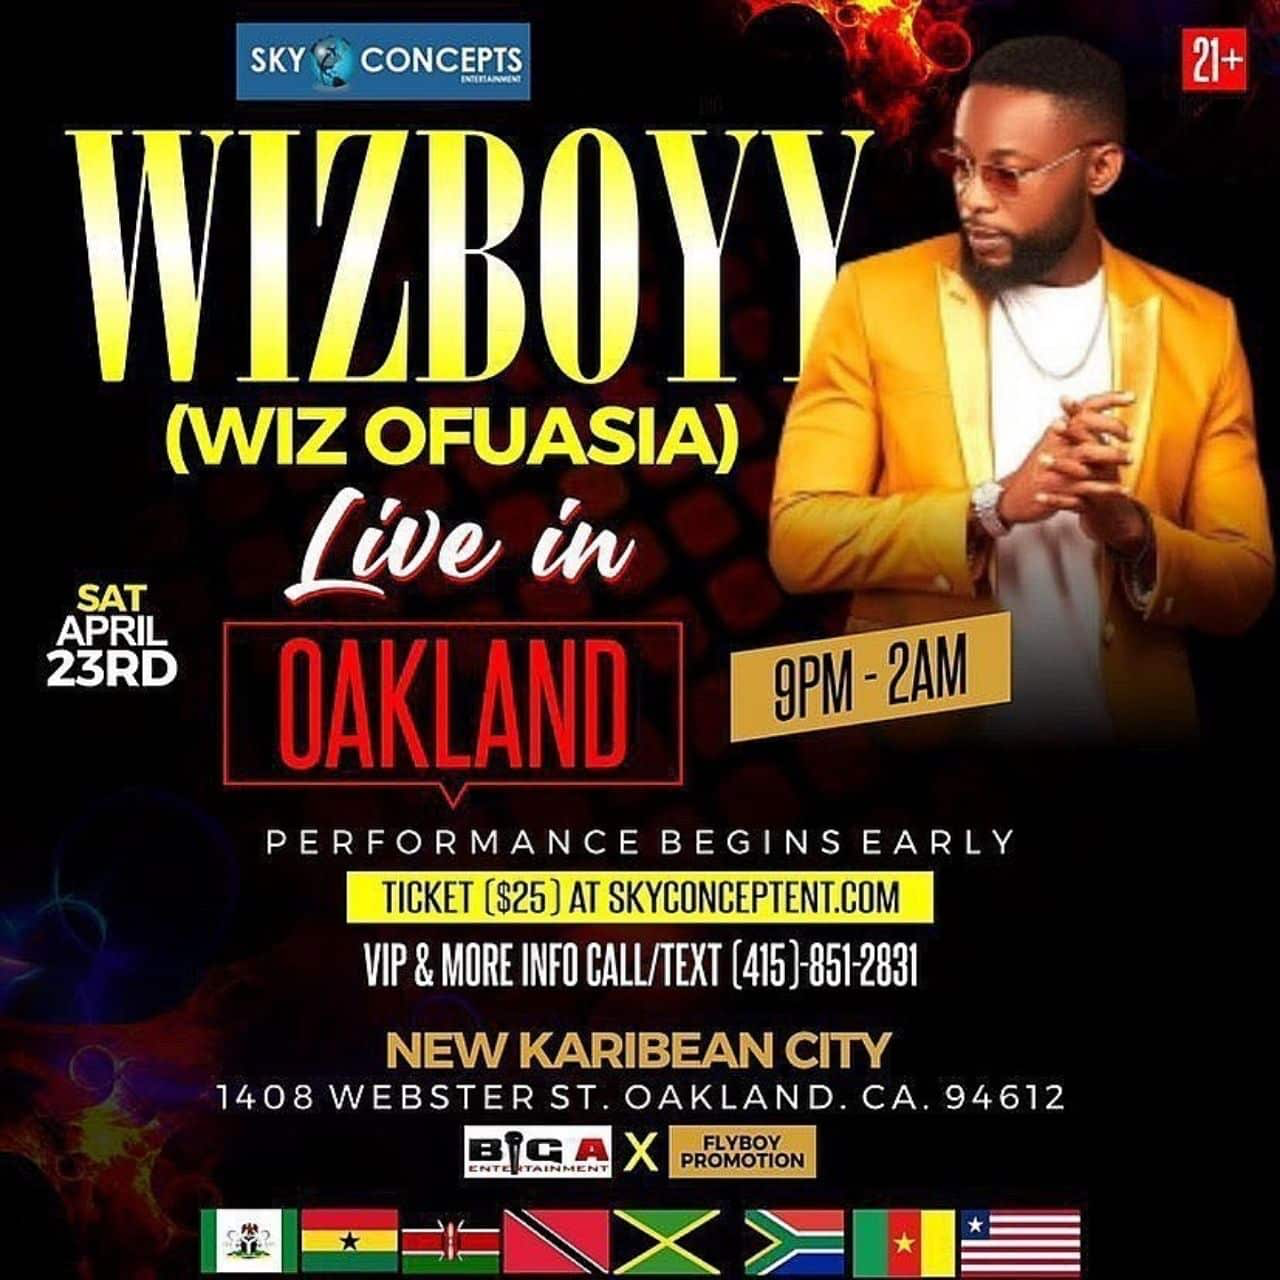 SKY CONCEPTS
ENTERTAINMENT
21+
WIZBOYY
(WIZ OFUASIA)
Live in
SAT
APRIL
23RD
OAKLAND
9PM - 2AM
PERFORMANCE BEGINS EARLY
TICKET ($25) AT SKYCONCEPTENT.COM
VIP & MORE INFO CALL/TEXT (415)-851-2831
NEW KARIBEAN CITY
1408 WEBSTER ST. OAKLAND. CA. 94612
BIG A
ENTERTAINMENT
X
FLYBOY
PROMOTION